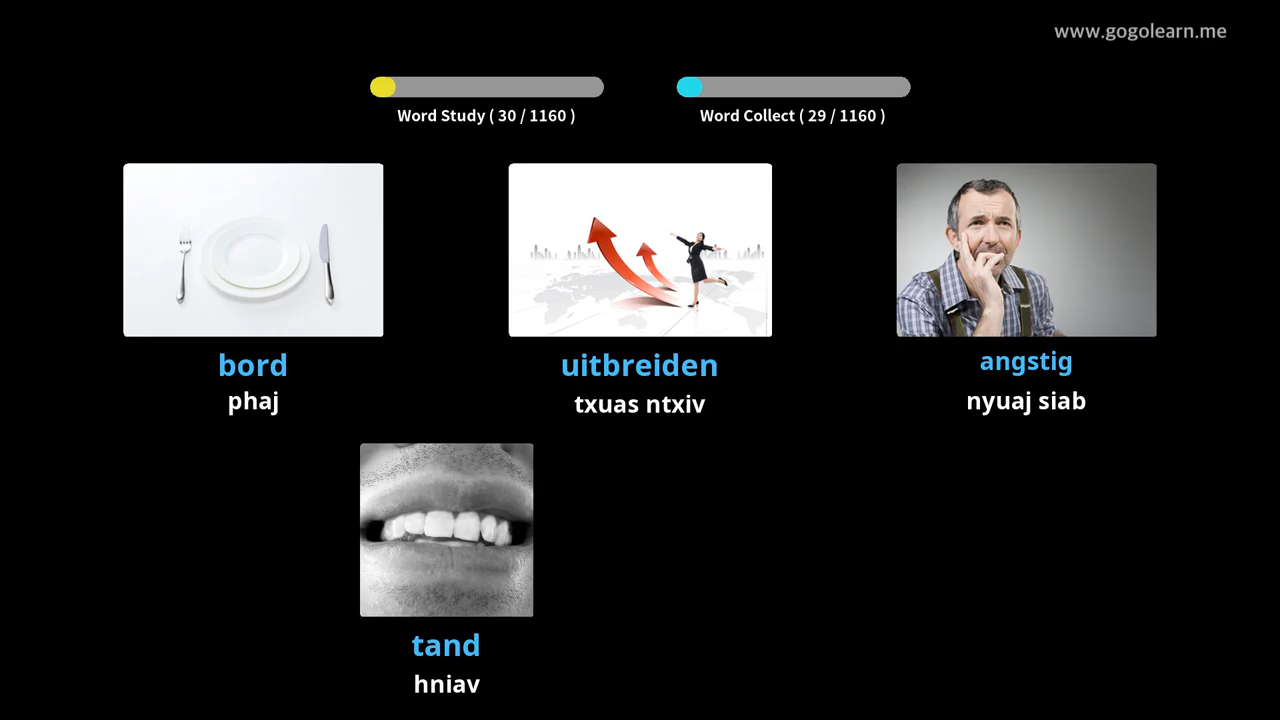 www.gogolearn.me
Word Study ( 30 / 1160 )
Word Collect ( 29 / 1160 )
bord
phaj
uitbreiden
txuas ntxiv
angstig
nyuaj siab
tand
hniav